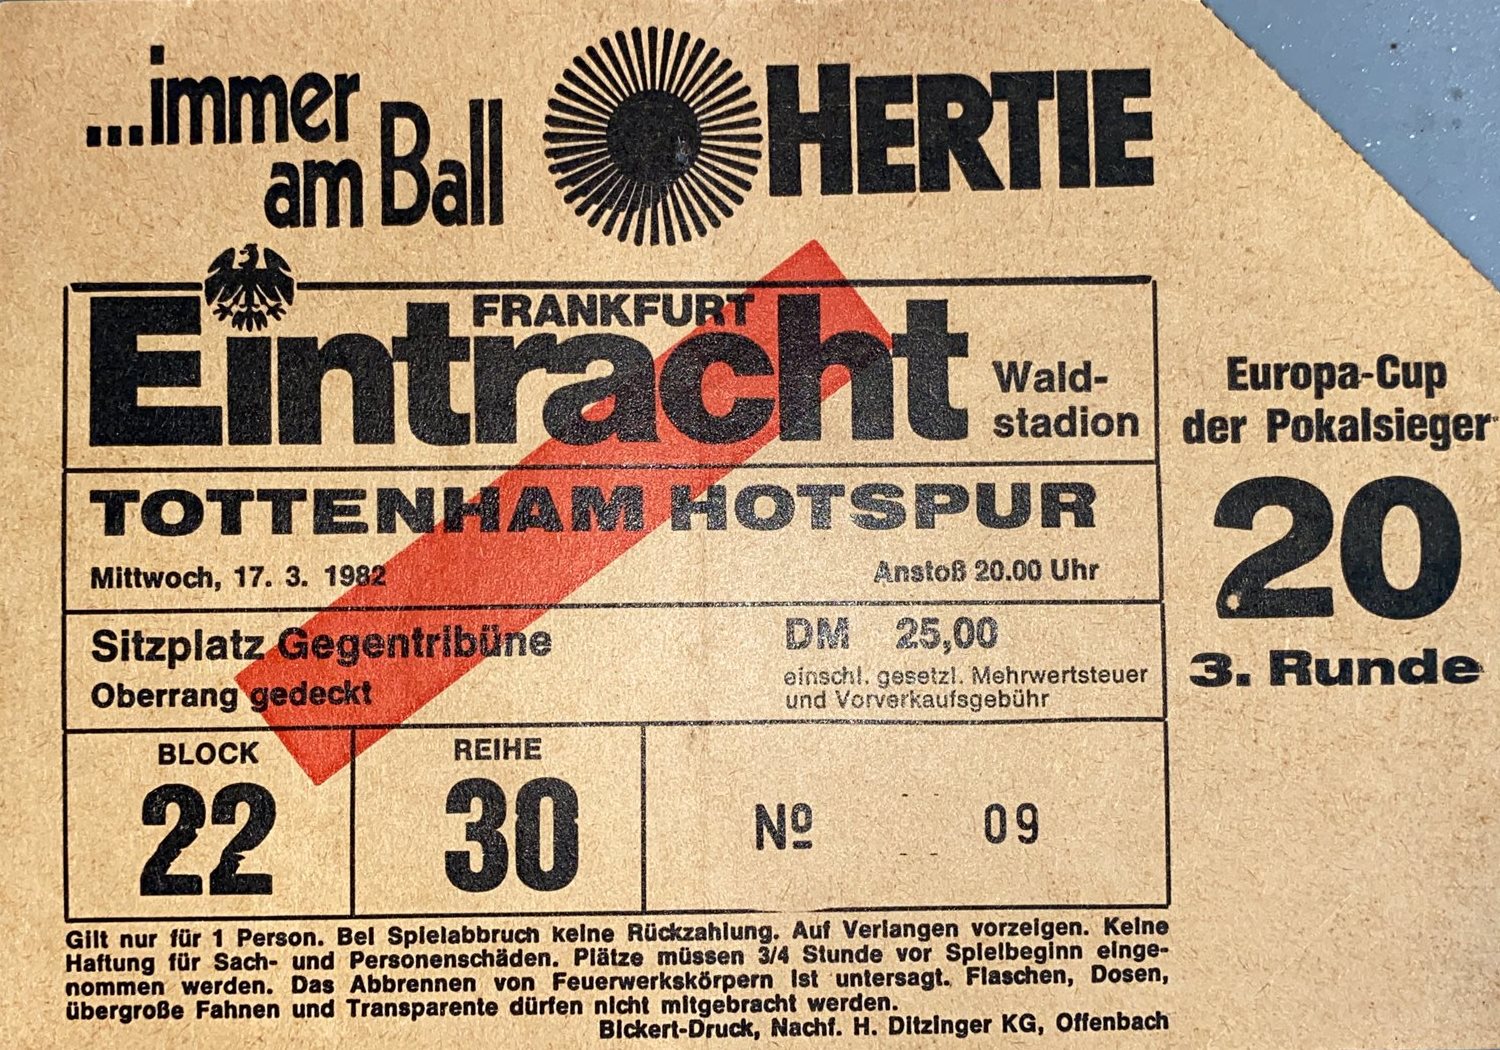 ...immer
am Ball
HERTIE
FRANKFURT
Eintracht
Wald-
stadion
TOTTENHAM HOTSPUR
Mittwoch, 17. 3. 1982
Anstoß 20.00 Uhr
Sitzplatz Gegentribüne
Oberrang gedeckt
DM 25,00
einschl. gesetzl. Mehrwertsteuer
und Vorverkaufsgebühr
BLOCK
22
REIHE
30
Nº 09
Europa-Cup
der Pokalsieger
20
3. Runde
Gilt nur für 1 Person. Bei Spielabbruch keine Rückzahlung. Auf Verlangen vorzeigen. Keine
Haftung für Sach- und Personenschäden. Plätze müssen 3/4 Stunde vor Spielbeginn einge-
nommen werden. Das Abbrennen von Feuerwerkskörpern ist untersagt. Flaschen, Dosen,
übergroße Fahnen und Transparente dürfen nicht mitgebracht werden.
Bickert-Druck, Nachf. H. Ditzinger KG, Offenbach